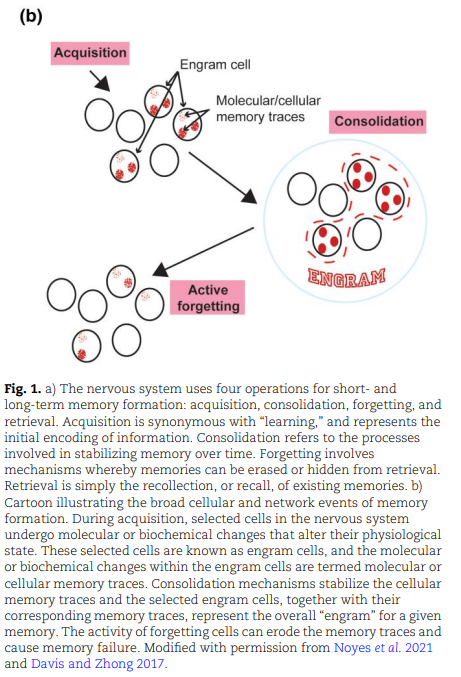 (b)
Acquisition
Engram cell
Molecular/cellular
memory traces
Consolidation
ENGRAM
Active
forgetting
Fig. 1. a) The nervous system uses four operations for short- and
long-term memory formation: acquisition, consolidation, forgetting, and
retrieval. Acquisition is synonymous with “learning,” and represents the
initial encoding of information. Consolidation refers to the processes
involved in stabilizing memory over time. Forgetting involves
mechanisms whereby memories can be erased or hidden from retrieval.
Retrieval is simply the recollection, or recall, of existing memories. b)
Cartoon illustrating the broad cellular and network events of memory
formation. During acquisition, selected cells in the nervous system
undergo molecular or biochemical changes that alter their physiological
state. These selected cells are known as engram cells, and the molecular
or biochemical changes within the engram cells are termed molecular or
cellular memory traces. Consolidation mechanisms stabilize the cellular
memory traces and the selected engram cells, together with their
corresponding memory traces, represent the overall “engram” for a given
memory. The activity of forgetting cells can erode the memory traces and
cause memory failure. Modified with permission from Noyes et al. 2021
and Davis and Zhong 2017.